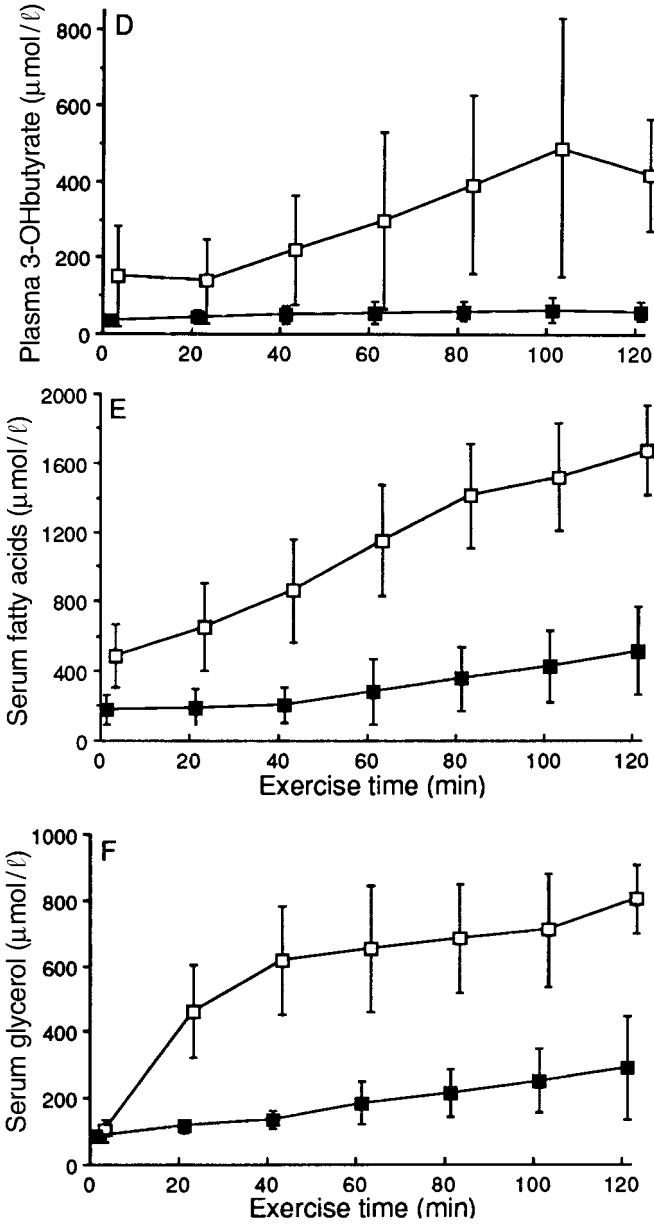 D
Plasma 3-OHbutyrate (μmol/ℓ)
800
600
400
200
0
0 20 40 60 80 100 120
E
Serum fatty acids (μmol/ℓ)
2000
1600
1200
800
400
0
0 20 40 60 80 100 120
Exercise time (min)
F
Serum glycerol (μmol/ℓ)
1000
800
600
400
200
0
0 20 40 60 80 100 120
Exercise time (min)